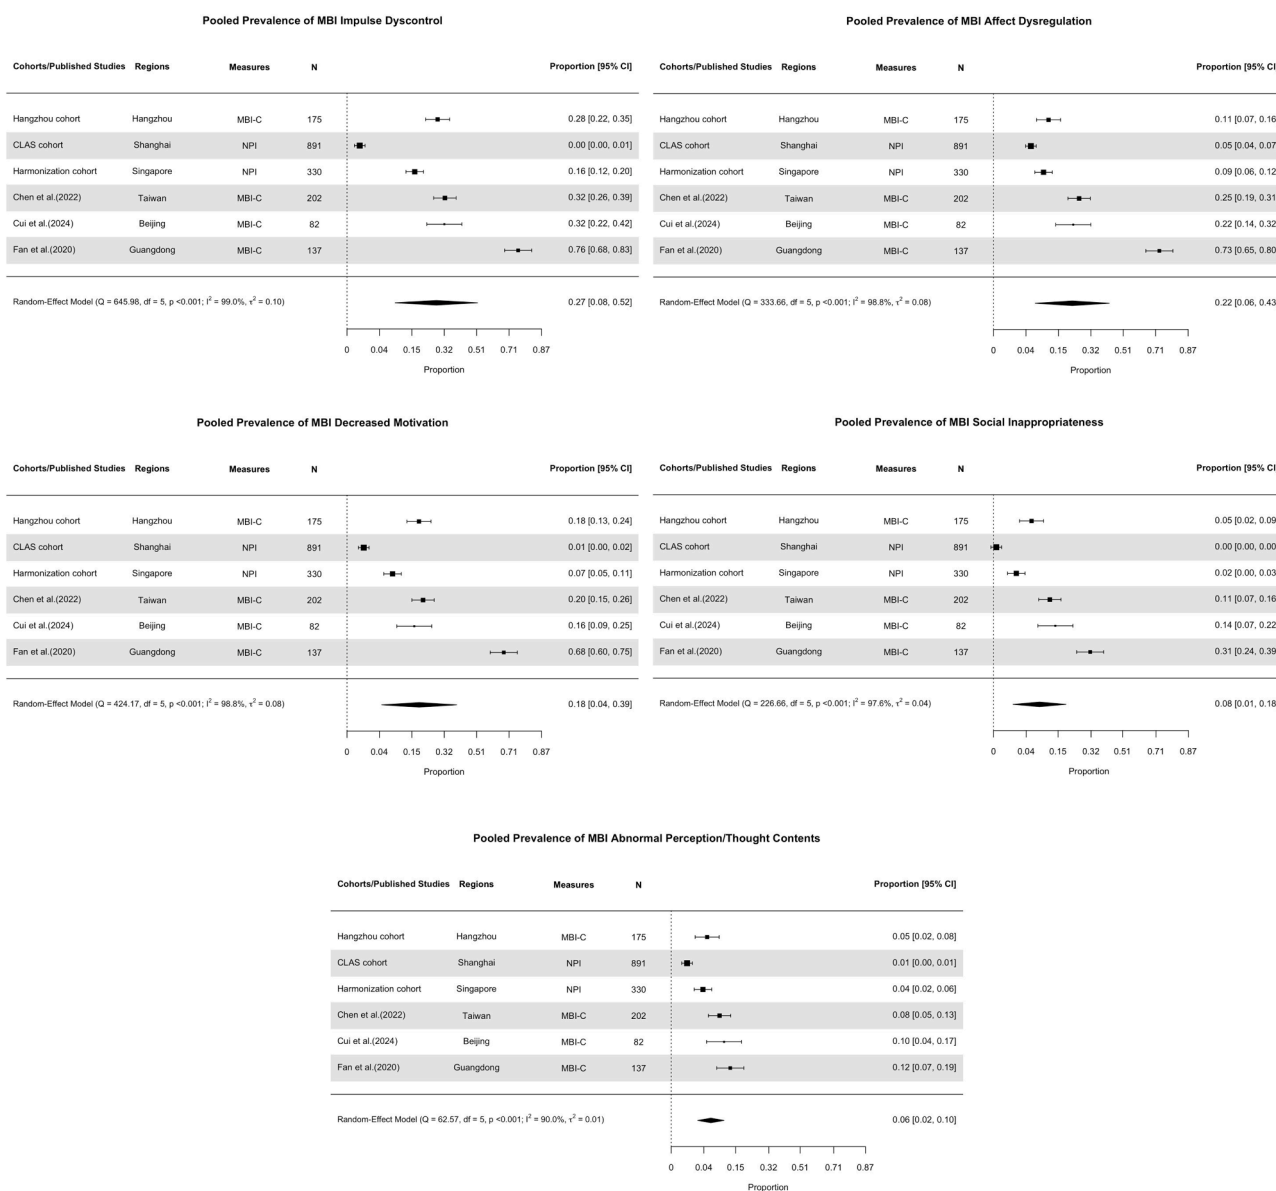 Pooled Prevalence of MBI Impulse Dyscontrol
Cohorts/Published Studies Regions Measures N Proportion [95% CI]
Hangzhou cohort Hangzhou MBI-C 175 0.28 [0.22, 0.35]
CLAS cohort Shanghai NPI 891 0.00 [0.00, 0.01]
Harmonization cohort Singapore NPI 330 0.16 [0.12, 0.20]
Chen et al.(2022) Taiwan MBI-C 202 0.32 [0.26, 0.39]
Cui et al.(2024) Beijing MBI-C 82 0.32 [0.22, 0.42]
Fan et al.(2020) Guangdong MBI-C 137 0.76 [0.68, 0.83]
Random-Effect Model (Q = 645.98, df = 5, p <0.001; I² = 99.0%, τ² = 0.10) 0.27 [0.08, 0.52]
0 0.04 0.15 0.32 0.51 0.71 0.87
Proportion
Pooled Prevalence of MBI Affect Dysregulation
Cohorts/Published Studies Regions Measures N Proportion [95% CI
Hangzhou cohort Hangzhou MBI-C 175 0.11 [0.07, 0.16
CLAS cohort Shanghai NPI 891 0.05 [0.04, 0.07
Harmonization cohort Singapore NPI 330 0.09 [0.06, 0.12
Chen et al.(2022) Taiwan MBI-C 202 0.25 [0.19, 0.31
Cui et al.(2024) Beijing MBI-C 82 0.22 [0.14, 0.32
Fan et al.(2020) Guangdong MBI-C 137 0.73 [0.65, 0.80
Random-Effect Model (Q = 333.66, df = 5, p <0.001; I² = 98.8%, τ² = 0.08) 0.22 [0.06, 0.43
0 0.04 0.15 0.32 0.51 0.71 0.87
Proportion
Pooled Prevalence of MBI Decreased Motivation
Cohorts/Published Studies Regions Measures N Proportion [95% CI]
Hangzhou cohort Hangzhou MBI-C 175 0.18 [0.13, 0.24]
CLAS cohort Shanghai NPI 891 0.01 [0.00, 0.02]
Harmonization cohort Singapore NPI 330 0.07 [0.05, 0.11]
Chen et al.(2022) Taiwan MBI-C 202 0.20 [0.15, 0.26]
Cui et al.(2024) Beijing MBI-C 82 0.16 [0.09, 0.25]
Fan et al.(2020) Guangdong MBI-C 137 0.68 [0.60, 0.75]
Random-Effect Model (Q = 424.17, df = 5, p <0.001; I² = 98.8%, τ² = 0.08) 0.18 [0.04, 0.39]
0 0.04 0.15 0.32 0.51 0.71 0.87
Proportion
Pooled Prevalence of MBI Social Inappropriateness
Cohorts/Published Studies Regions Measures N Proportion [95% CI
Hangzhou cohort Hangzhou MBI-C 175 0.05 [0.02, 0.09
CLAS cohort Shanghai NPI 891 0.00 [0.00, 0.00
Harmonization cohort Singapore NPI 330 0.02 [0.00, 0.03
Chen et al.(2022) Taiwan MBI-C 202 0.11 [0.07, 0.16
Cui et al.(2024) Beijing MBI-C 82 0.14 [0.07, 0.22
Fan et al.(2020) Guangdong MBI-C 137 0.31 [0.24, 0.39
Random-Effect Model (Q = 226.66, df = 5, p <0.001; I² = 97.6%, τ² = 0.04) 0.08 [0.01, 0.18
0 0.04 0.15 0.32 0.51 0.71 0.87
Proportion
Pooled Prevalence of MBI Abnormal Perception/Thought Contents
Cohorts/Published Studies Regions Measures N Proportion [95% CI]
Hangzhou cohort Hangzhou MBI-C 175 0.05 [0.02, 0.08]
CLAS cohort Shanghai NPI 891 0.01 [0.00, 0.01]
Harmonization cohort Singapore NPI 330 0.04 [0.02, 0.06]
Chen et al.(2022) Taiwan MBI-C 202 0.08 [0.05, 0.13]
Cui et al.(2024) Beijing MBI-C 82 0.10 [0.04, 0.17]
Fan et al.(2020) Guangdong MBI-C 137 0.12 [0.07, 0.19]
Random-Effect Model (Q = 62.57, df = 5, p <0.001; I² = 90.0%, τ² = 0.01) 0.06 [0.02, 0.10]
0 0.04 0.15 0.32 0.51 0.71 0.87
Proportion